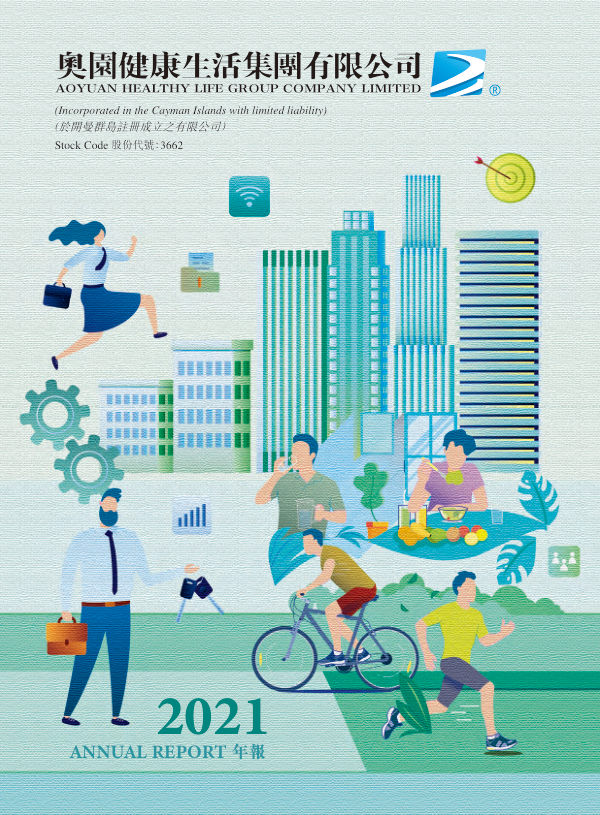 奧園健康生活集團有限公司
AOYUAN HEALTHY LIFE GROUP COMPANY LIMITED
®
(Incorporated in the Cayman Islands with limited liability)
(於開曼群島註冊成立之有限公司)
Stock Code 股份代號：3662
2021
ANNUAL REPORT 年報